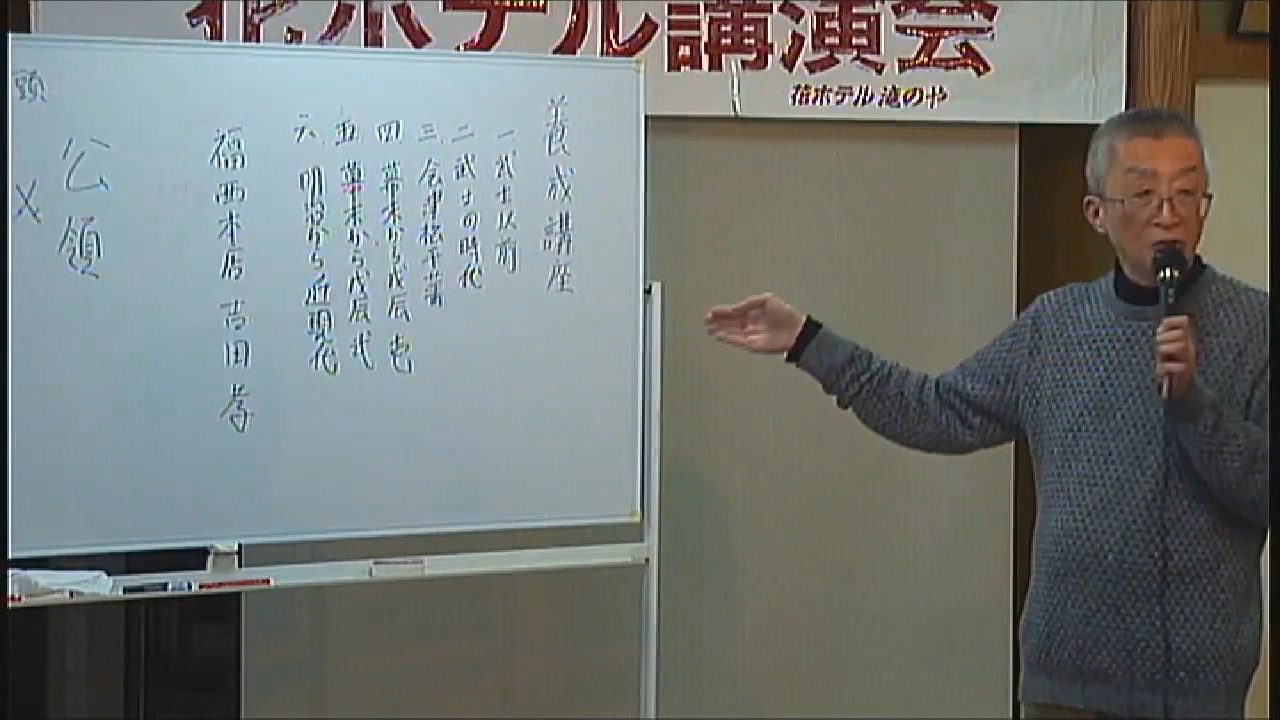 花ホテル講演会
花ホテル 滝のや
養成講座
一 武士以前
二 武士の時代
三 会津松平藩
四 幕末から戊辰
五 幕末から戊辰
六 明治から近現代
福西本店 吉田 孝
公領
頭
X